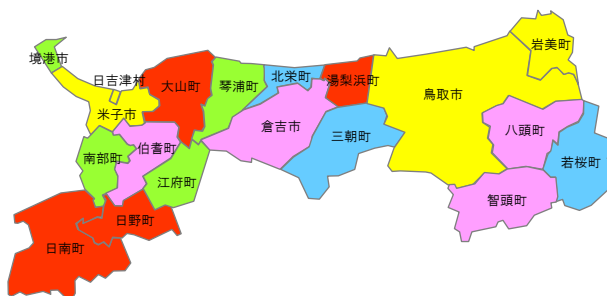 岩美町
境港市
日吉津村
大山町
琴浦町
北栄町
湯梨浜町
鳥取市
米子市
倉吉市
三朝町
八頭町
伯耆町
南部町
江府町
若桜町
智頭町
日野町
日南町